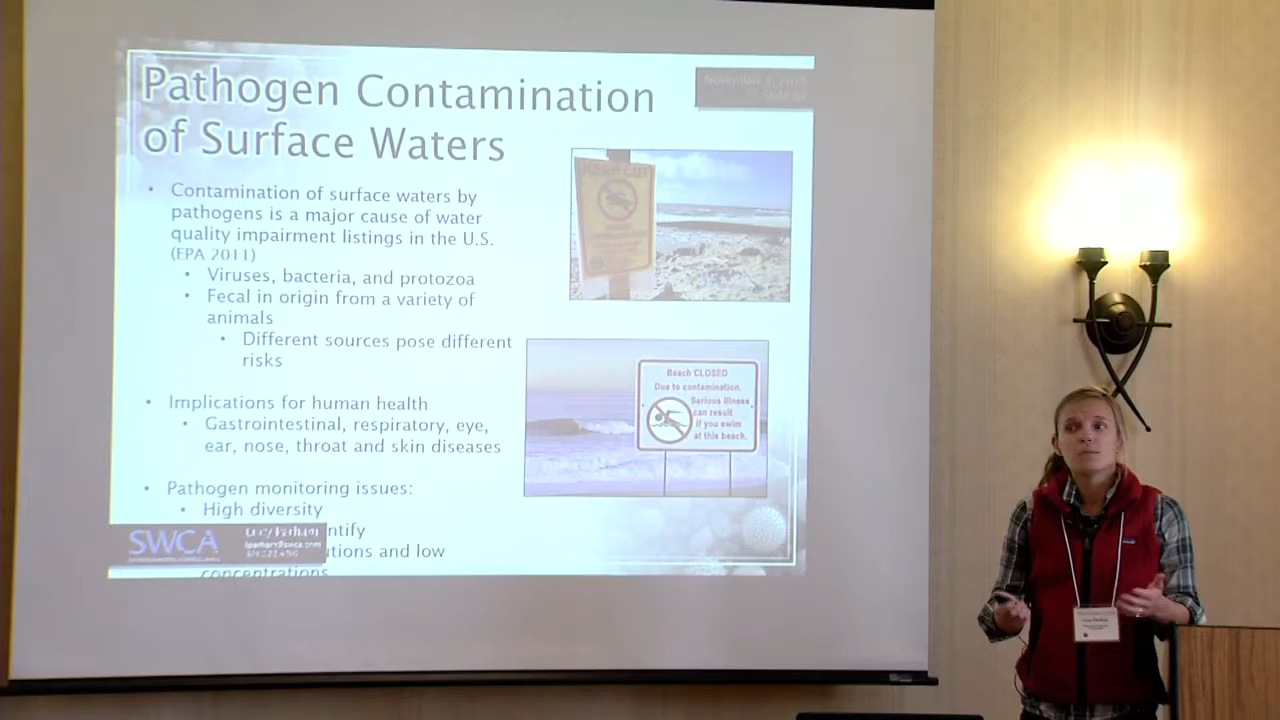 Pathogen Contamination
of Surface Waters
• Contamination of surface waters by
pathogens is a major cause of water
quality impairment listings in the U.S.
(EPA 2011)
• Viruses, bacteria, and protozoa
• Fecal in origin from a variety of
animals
• Different sources pose different
risks
• Implications for human health
• Gastrointestinal, respiratory, eye,
ear, nose, throat and skin diseases
• Pathogen monitoring issues:
• High diversity
ntify
utions and low
concentrations
KEEP OUT
Beach CLOSED
Due to contamination.
Serious illness
can result
if you swim
at this beach.
SWCA
Parham